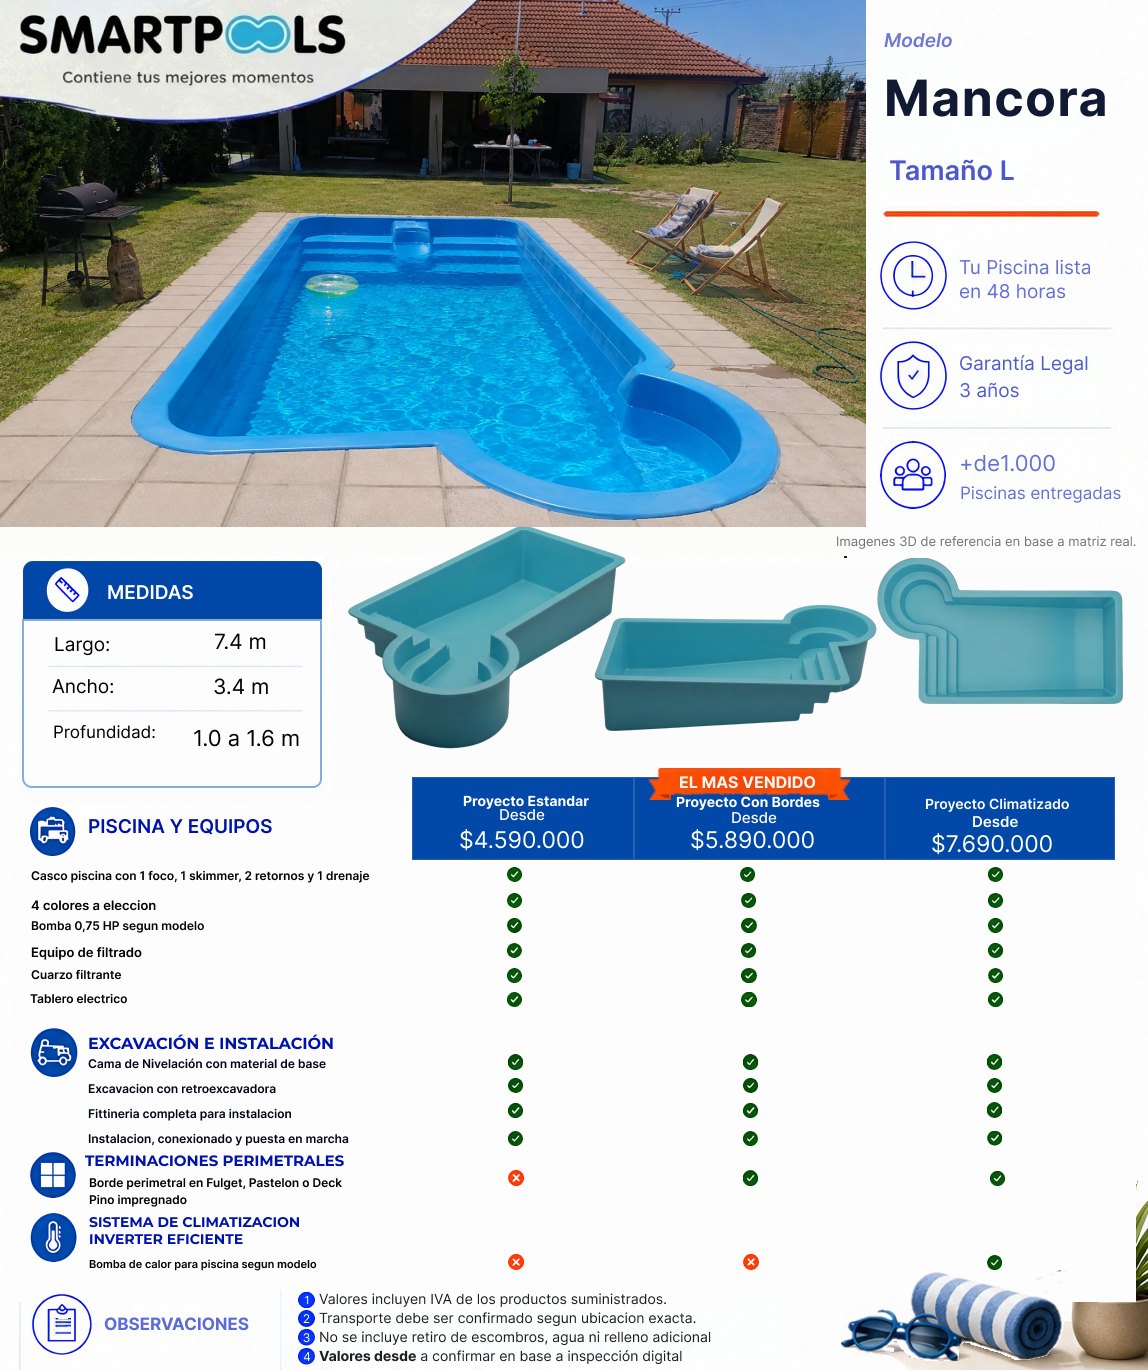 SMARTPOOLS
Contiene tus mejores momentos
Modelo
Mancora
Tamaño L
Tu Piscina lista
en 48 horas
Garantía Legal
3 años
+de1.000
Piscinas entregadas
Imagenes 3D de referencia en base a matriz real.
MEDIDAS
Largo: 7.4 m
Ancho: 3.4 m
Profundidad: 1.0 a 1.6 m
EL MAS VENDIDO
Proyecto Estandar
Desde
$4.590.000
Proyecto Con Bordes
Desde
$5.890.000
Proyecto Climatizado
Desde
$7.690.000
PISCINA Y EQUIPOS
Casco piscina con 1 foco, 1 skimmer, 2 retornos y 1 drenaje
4 colores a eleccion
Bomba 0,75 HP segun modelo
Equipo de filtrado
Cuarzo filtrante
Tablero electrico
EXCAVACIÓN E INSTALACIÓN
Cama de Nivelación con material de base
Excavacion con retroexcavadora
Fittineria completa para instalacion
Instalacion, conexionado y puesta en marcha
TERMINACIONES PERIMETRALES
Borde perimetral en Fulget, Pastelon o Deck
Pino impregnado
SISTEMA DE CLIMATIZACION
INVERTER EFICIENTE
Bomba de calor para piscina segun modelo
OBSERVACIONES
1 Valores incluyen IVA de los productos suministrados.
2 Transporte debe ser confirmado segun ubicacion exacta.
3 No se incluye retiro de escombros, agua ni relleno adicional
4 Valores desde a confirmar en base a inspección digital